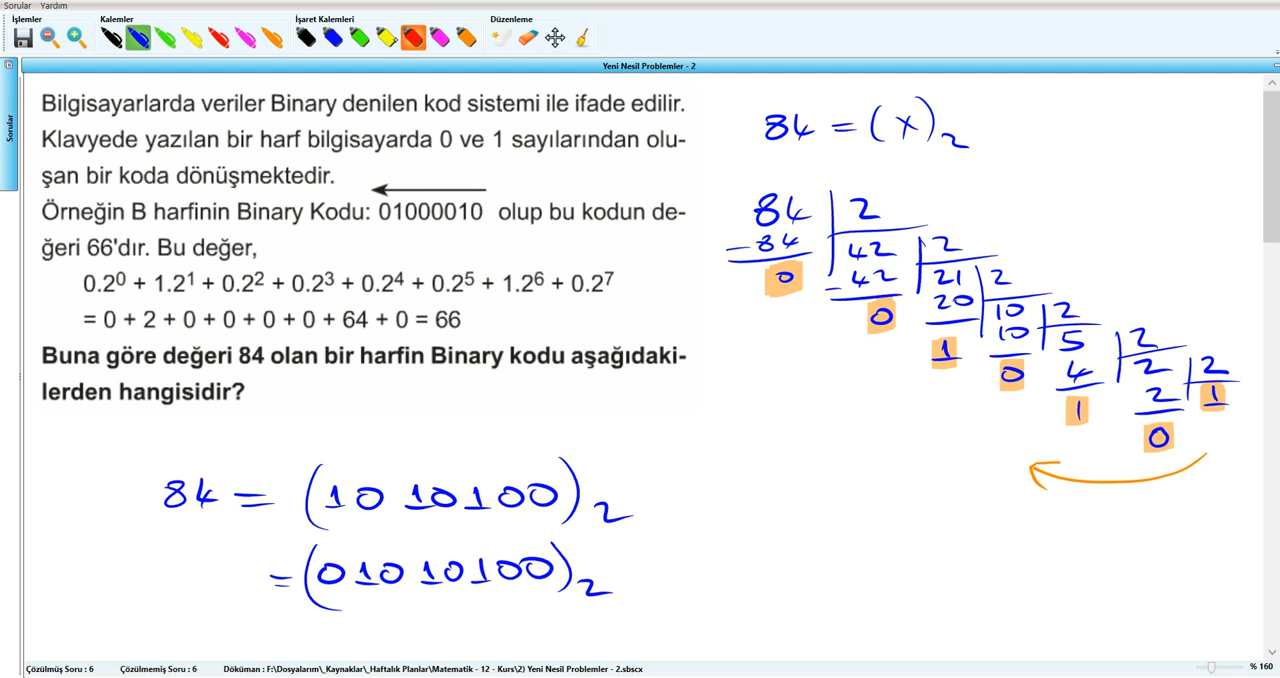 Sorular Yardım
İşlemler Kalemler İşaret Kalemleri Düzenleme
Yeni Nesil Problemler - 2
Sorular
Bilgisayarlarda veriler Binary denilen kod sistemi ile ifade edilir.
Klavyede yazılan bir harf bilgisayarda 0 ve 1 sayılarından olu-
şan bir koda dönüşmektedir.
Örneğin B harfinin Binary Kodu: 01000010 olup bu kodun de-
ğeri 66'dır. Bu değer,
0.2⁰ + 1.2¹ + 0.2² + 0.2³ + 0.2⁴ + 0.2⁵ + 1.2⁶ + 0.2⁷
= 0 + 2 + 0 + 0 + 0 + 0 + 64 + 0 = 66
Buna göre değeri 84 olan bir harfin Binary kodu aşağıdaki-
lerden hangisidir?
84 = (1010100)₂
= (01010100)₂
84 = (x)₂
84 2
-84 42 2
0 -42 21 2
0 20 10 2
1 10 5 2
0 4 2 2
1 2 1
0
Çözülmüş Soru : 6 Çözülmemiş Soru : 6 Döküman : F:\Dosyalarım\_Kaynaklar\_Haftalık Planlar\Matematik - 12 - Kurs\2) Yeni Nesil Problemler - 2.sbscx % 160